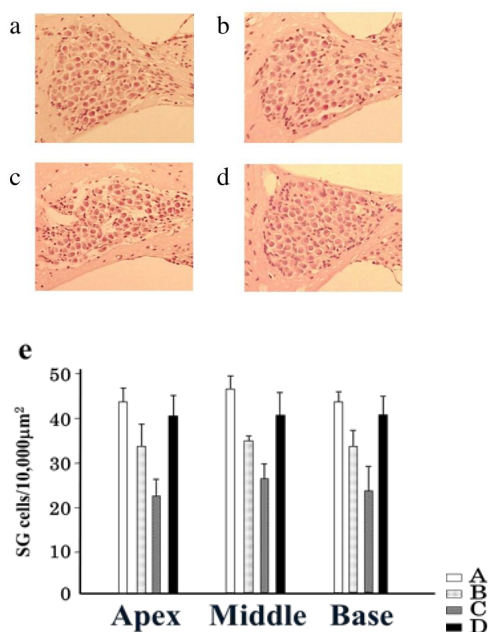 a
b
c
d
e
SG cells/10,000μm²
50
40
30
20
10
0
Apex Middle Base
A
B
C
D